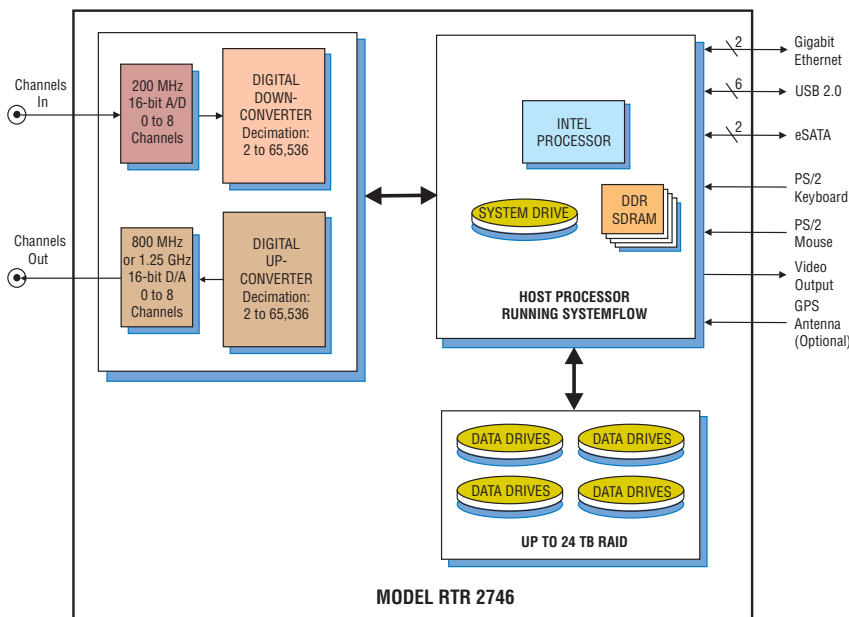 Channels
In
200 MHz
16-bit A/D
0 to 8
Channels
DIGITAL
DOWN-
CONVERTER
Decimation:
2 to 65,536
Channels
Out
800 MHz
or 1.25 GHz
16-bit D/A
0 to 8
Channels
DIGITAL
UP-
CONVERTER
Decimation:
2 to 65,536
INTEL
PROCESSOR
SYSTEM DRIVE
DDR
SDRAM
HOST PROCESSOR
RUNNING SYSTEMFLOW
2
Gigabit
Ethernet
6
USB 2.0
2
eSATA
PS/2
Keyboard
PS/2
Mouse
Video
Output
GPS
Antenna
(Optional)
DATA DRIVES
DATA DRIVES
DATA DRIVES
DATA DRIVES
UP TO 24 TB RAID
MODEL RTR 2746